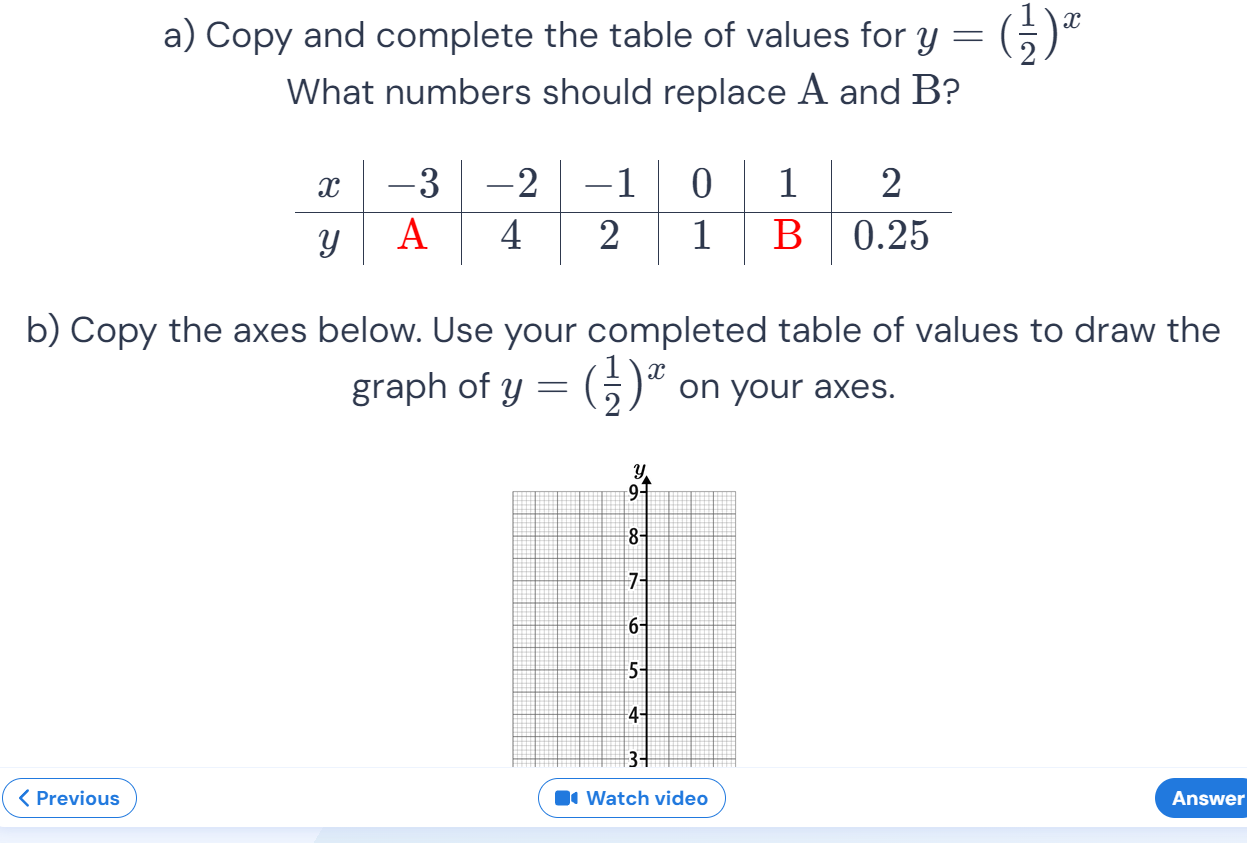 a) Copy and complete the table of values for y = (1/2)^x
What numbers should replace A and B?
x −3 −2 −1 0 1 2
y A 4 2 1 B 0.25
b) Copy the axes below. Use your completed table of values to draw the
graph of y = (1/2)^x on your axes.
y
9
8
7
6
5
4
3
Previous
Watch video
Answer